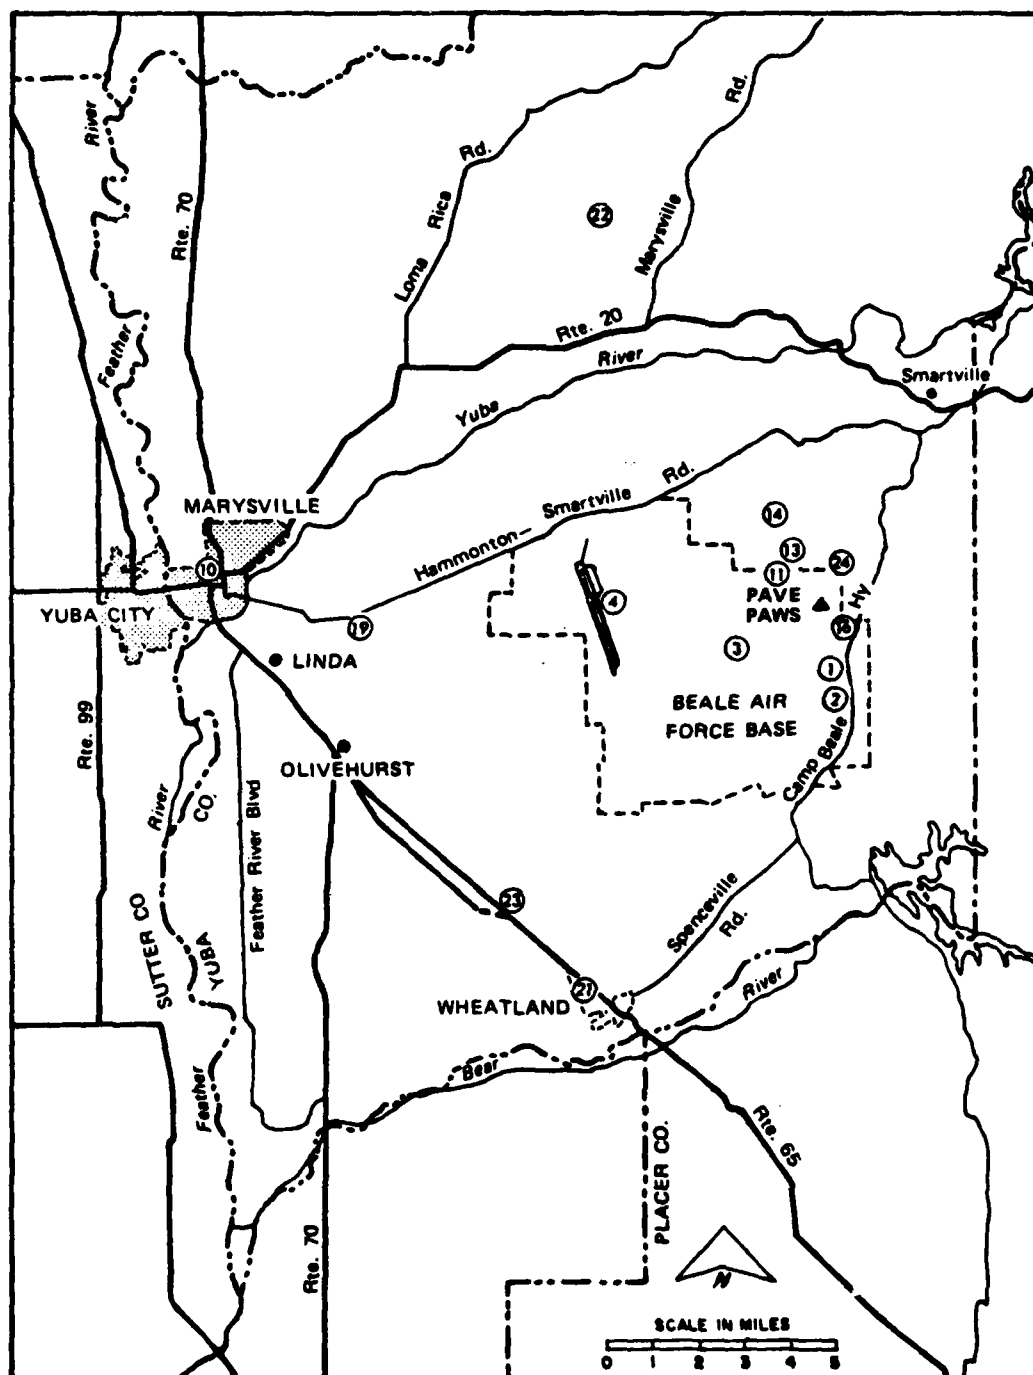 River
Rte. 70
Feather
Loma Rica Rd.
Marysville Rd.
22
Rte. 20
Yuba River
Smartville
MARYSVILLE
Hammonton-Smartville Rd.
14
13
24
11
10
4
PAVE
PAWS
YUBA CITY
19
16
Hy
3
LINDA
1
2
BEALE AIR
FORCE BASE
Camp Beale
Rte. 99
OLIVEHURST
River
CO.
Feather River Blvd
23
Spenceville
Rd.
SUTTER CO
YUBA
21
WHEATLAND
River
Bear
Feather
Rte. 65
PLACER CO.
Rte. 70
N
SCALE IN MILES
0 1 2 3 4 5